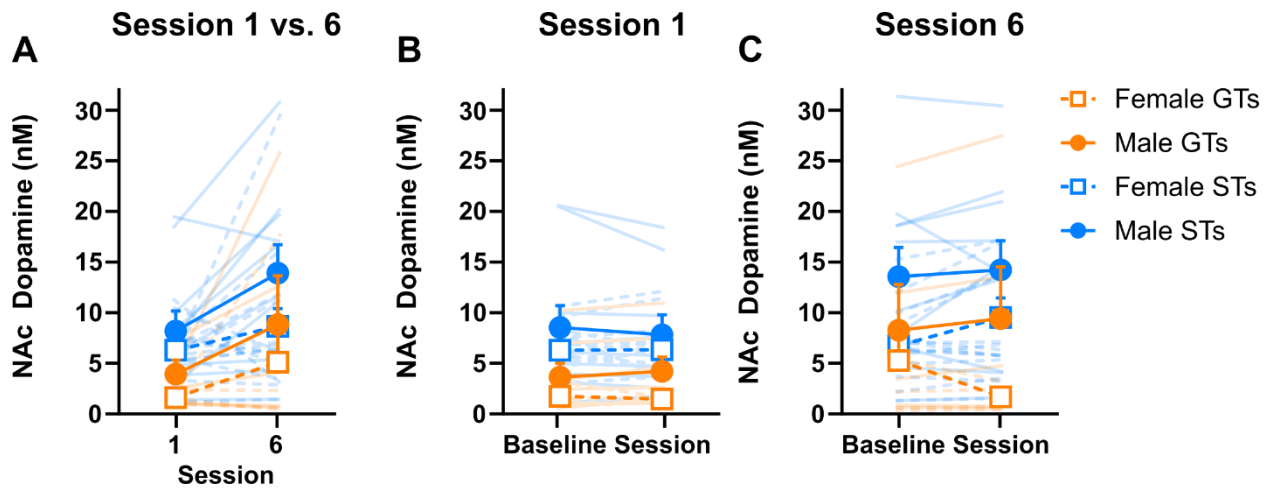 Session 1 vs. 6
Session 1
Session 6
A
B
C
NAc Dopamine (nM)
30
25
20
15
10
5
0
1
6
Session
NAc Dopamine (nM)
30
25
20
15
10
5
0
Baseline Session
NAc Dopamine (nM)
30
25
20
15
10
5
0
Baseline Session
Female GTs
Male GTs
Female STs
Male STs